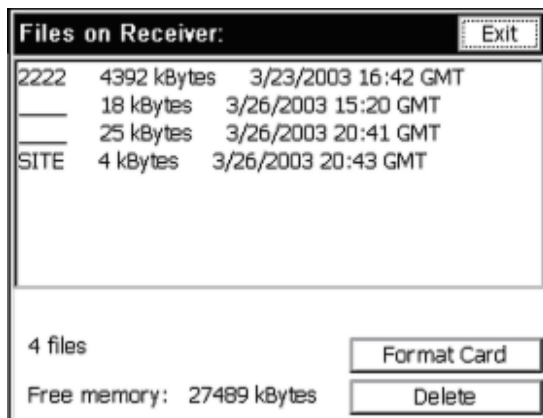 Files on Receiver: Exit
2222 4392 kBytes 3/23/2003 16:42 GMT
____ 18 kBytes 3/26/2003 15:20 GMT
____ 25 kBytes 3/26/2003 20:41 GMT
SITE 4 kBytes 3/26/2003 20:43 GMT
4 files Format Card
Free memory: 27489 kBytes Delete